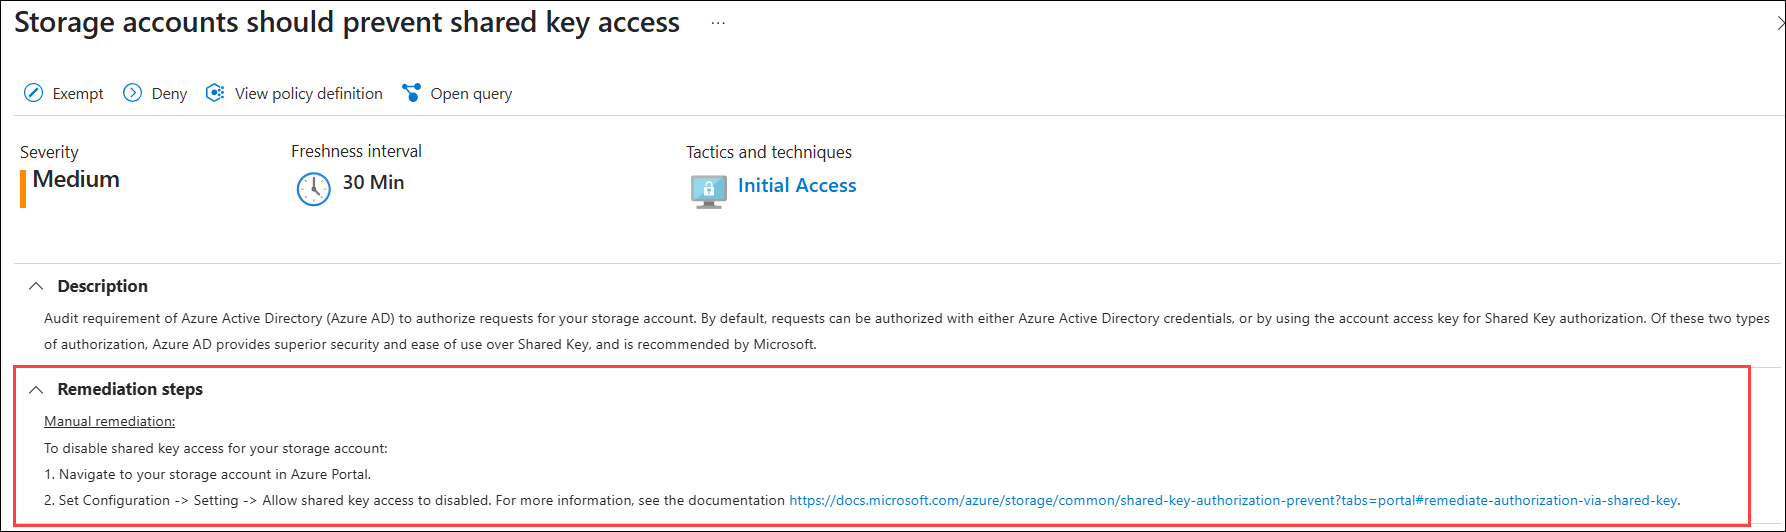 Storage accounts should prevent shared key access ...
Exempt Deny View policy definition Open query
Severity Freshness interval Tactics and techniques
Medium 30 Min Initial Access
Description
Audit requirement of Azure Active Directory (Azure AD) to authorize requests for your storage account. By default, requests can be authorized with either Azure Active Directory credentials, or by using the account access key for Shared Key authorization. Of these two types
of authorization, Azure AD provides superior security and ease of use over Shared Key, and is recommended by Microsoft.
Remediation steps
Manual remediation:
To disable shared key access for your storage account:
1. Navigate to your storage account in Azure Portal.
2. Set Configuration -> Setting -> Allow shared key access to disabled. For more information, see the documentation https://docs.microsoft.com/azure/storage/common/shared-key-authorization-prevent?tabs=portal#remediate-authorization-via-shared-key.